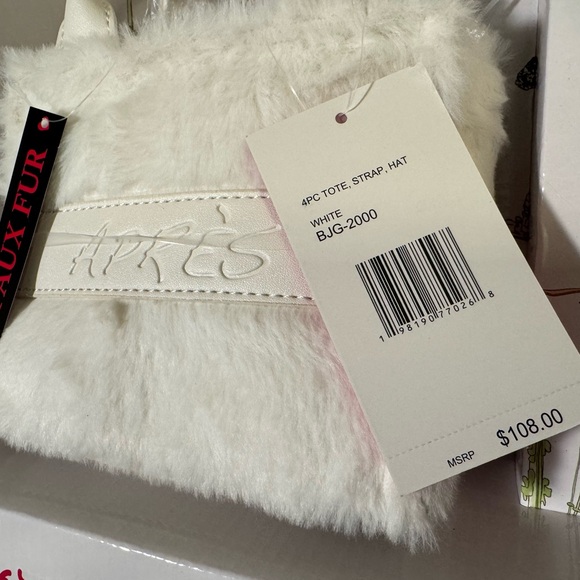 AUX FUR
APRÈS
4PC TOTE, STRAP, HAT
WHITE
BJG-2000
1 98190 77026 8
MSRP $108.00